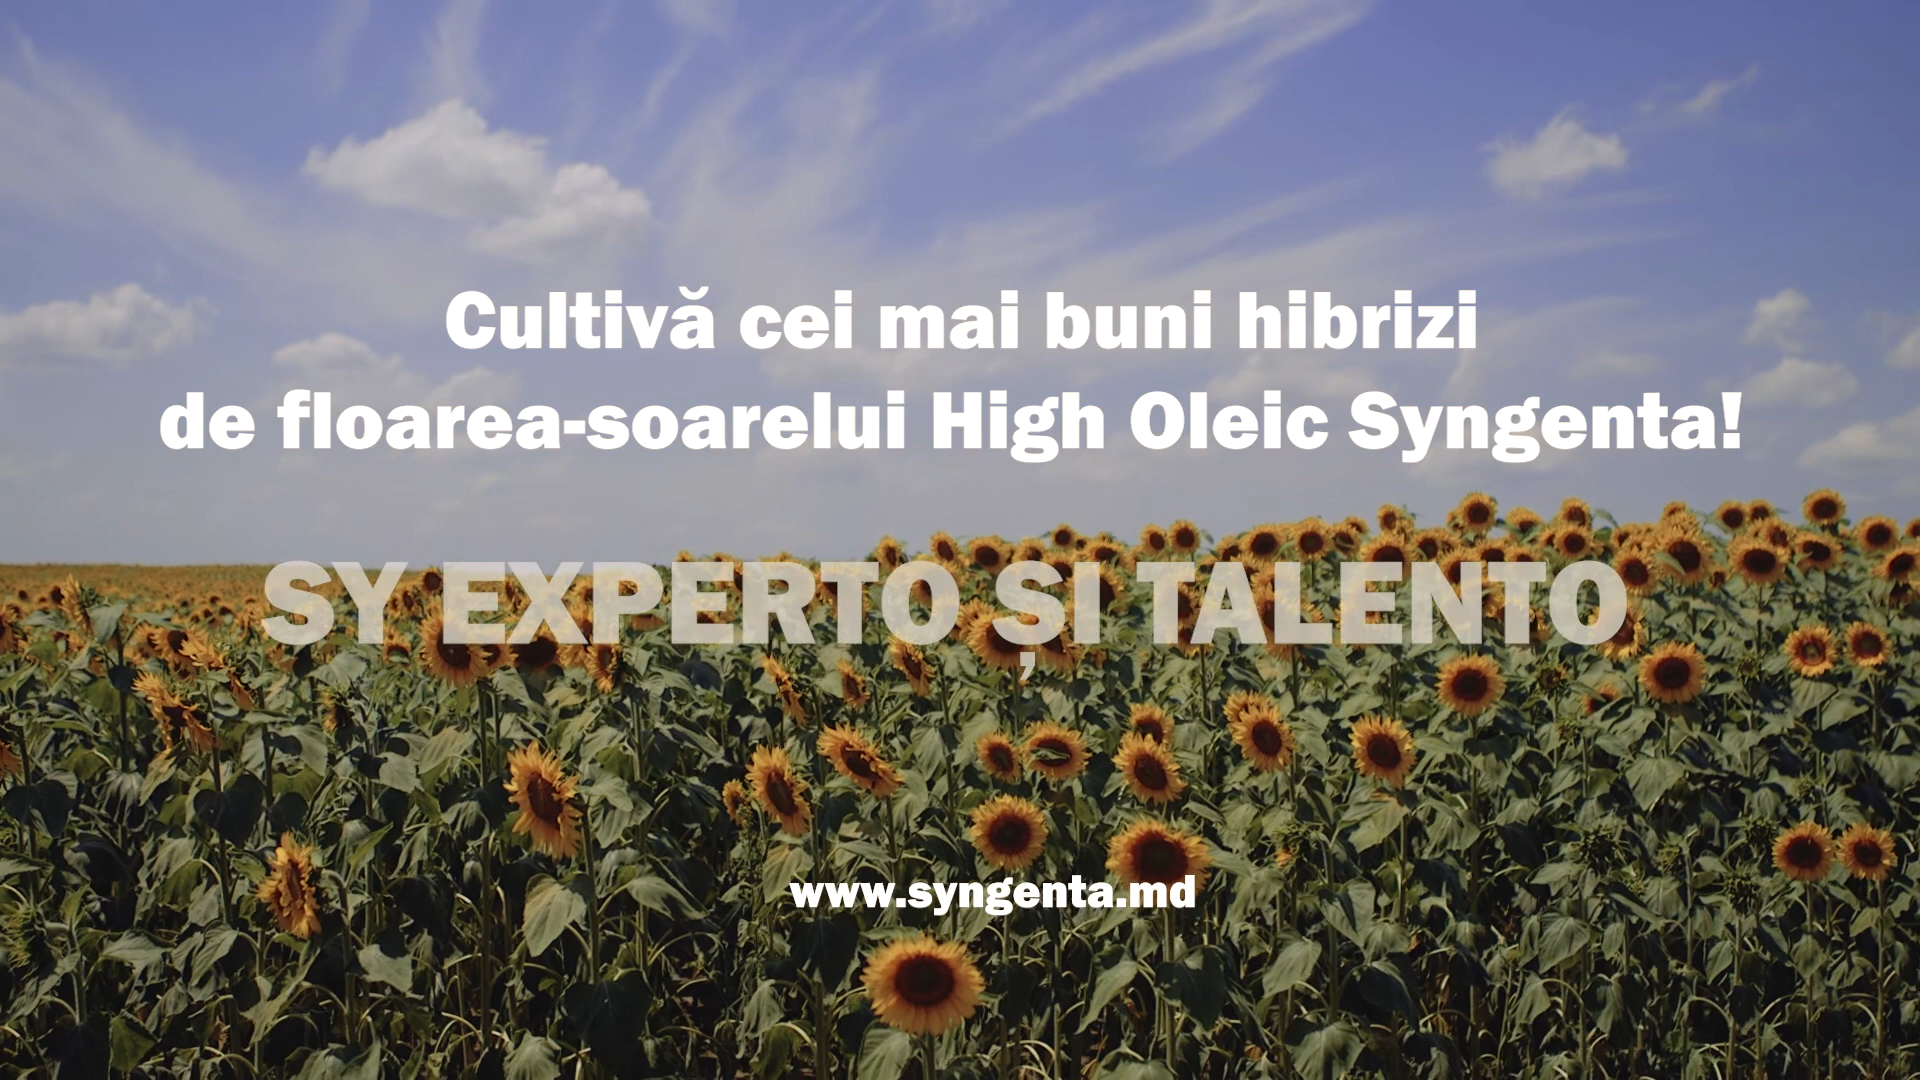 Cultivă cei mai buni hibrizi
de floarea-soarelui High Oleic Syngenta!
SY EXPERTO ȘI TALENTO
www.syngenta.md